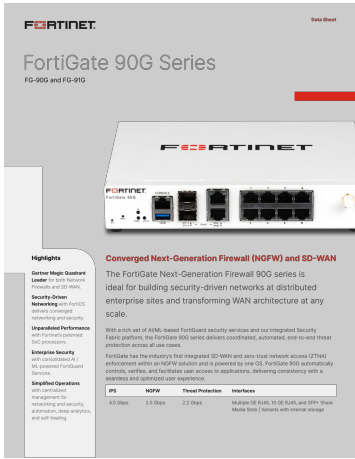 FORTINET
Data Sheet
FortiGate 90G Series
FG-90G and FG-91G
FORTINET
FORTINET
FortiGate 90G
CONSOLE
USB
Highlights
Gartner Magic Quadrant
Leader for both Network
Firewalls and SD-WAN.
Security-Driven
Networking with FortiOS
delivers converged
networking and security.
Unparalleled Performance
with Fortinet's patented
SoC processors.
Enterprise Security
with consolidated AI /
ML-powered FortiGuard
Services.
Simplified Operations
with centralized
management for
networking and security,
automation, deep analytics,
and self-healing.
Converged Next-Generation Firewall (NGFW) and SD-WAN
The FortiGate Next-Generation Firewall 90G series is
ideal for building security-driven networks at distributed
enterprise sites and transforming WAN architecture at any
scale.
With a rich set of AI/ML-based FortiGuard security services and our integrated Security
Fabric platform, the FortiGate 90G series delivers coordinated, automated, end-to-end threat
protection across all use cases.
FortiGate has the industry's first integrated SD-WAN and zero-trust network access (ZTNA)
enforcement within an NGFW solution and is powered by one OS. FortiGate 90G automatically
controls, verifies, and facilitates user access to applications, delivering consistency with a
seamless and optimized user experience.
IPS NGFW Threat Protection Interfaces
4.5 Gbps 2.5 Gbps 2.2 Gbps Multiple GE RJ45, 10 GE RJ45, and SFP+ Share
Media Slots | Variants with internal storage